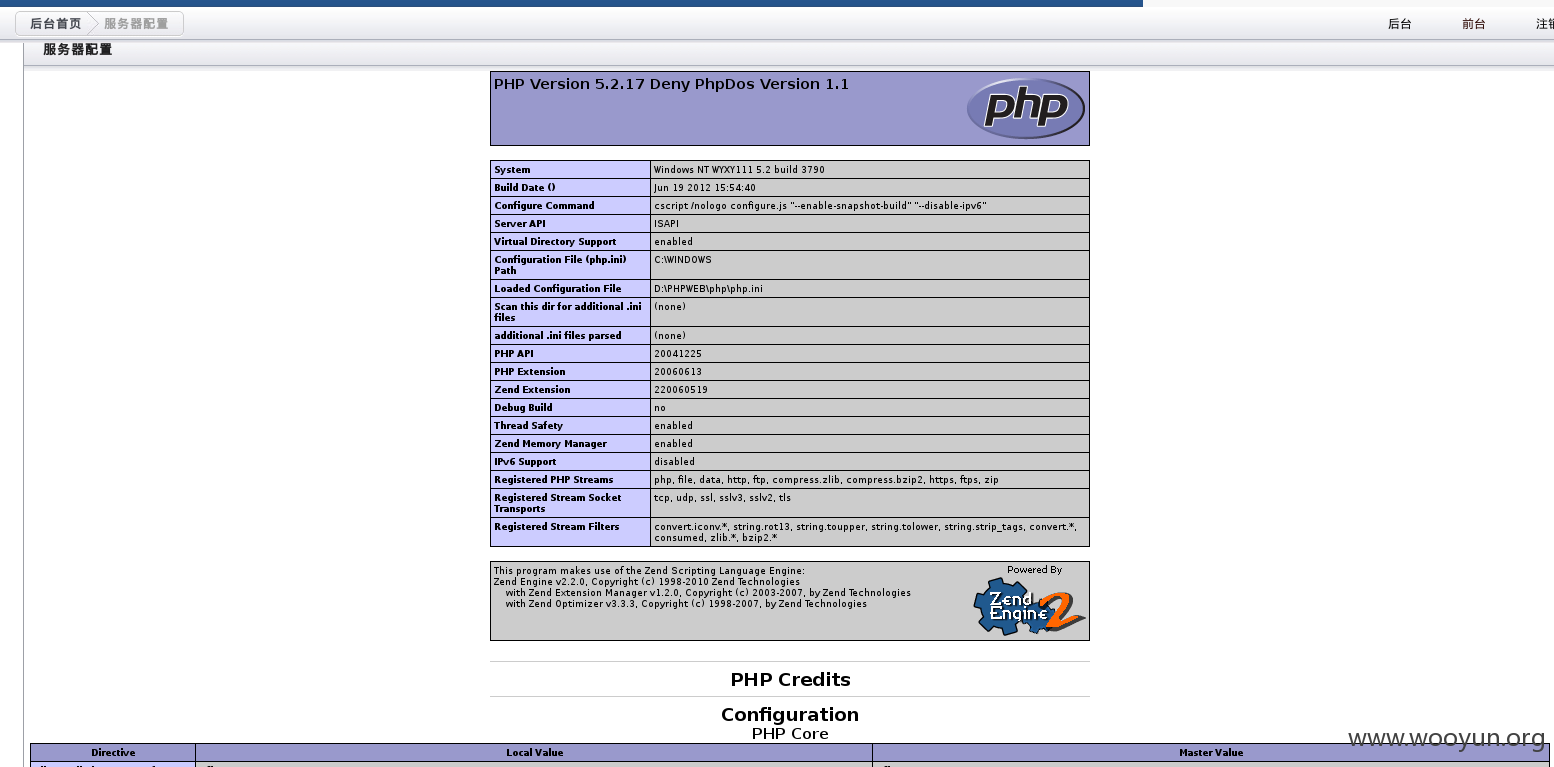 后台首页 服务器配置 后台 前台
服务器配置
PHP Version 5.2.17 Deny PhpDos Version 1.1
php
System Windows NT WYXY111 5.2 build 3790
Build Date () Jun 19 2012 15:54:40
Configure Command cscript /nologo configure.js "--enable-snapshot-build" "--disable-ipv6"
Server API ISAPI
Virtual Directory Support enabled
Configuration File (php.ini) C:\WINDOWS
Path
Loaded Configuration File D:\PHPWEB\php\php.ini
Scan this dir for additional .ini (none)
files
additional .ini files parsed (none)
PHP API 20041225
PHP Extension 20060613
Zend Extension 220060519
Debug Build no
Thread Safety enabled
Zend Memory Manager enabled
IPv6 Support disabled
Registered PHP Streams php, file, data, http, ftp, compress.zlib, compress.bzip2, https, ftps, zip
Registered Stream Socket tcp, udp, ssl, sslv3, sslv2, tls
Transports
Registered Stream Filters convert.iconv.*, string.rot13, string.toupper, string.tolower, string.strip_tags, convert.*,
consumed, zlib.*, bzip2.*
This program makes use of the Zend Scripting Language Engine:
Zend Engine v2.2.0, Copyright (c) 1998-2010 Zend Technologies
with Zend Extension Manager v1.2.0, Copyright (c) 2003-2007, by Zend Technologies
with Zend Optimizer v3.3.3, Copyright (c) 1998-2007, by Zend Technologies
Powered By
Zend
Engine 2
PHP Credits
Configuration
PHP Core
www.wooyun.org
Directive Local Value Master Value